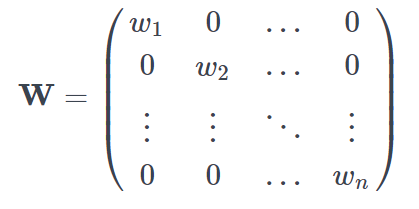 w₁ 0 … 0
0 w₂ … 0
W = ⋮ ⋮ ⋱ ⋮
0 0 … wₙ